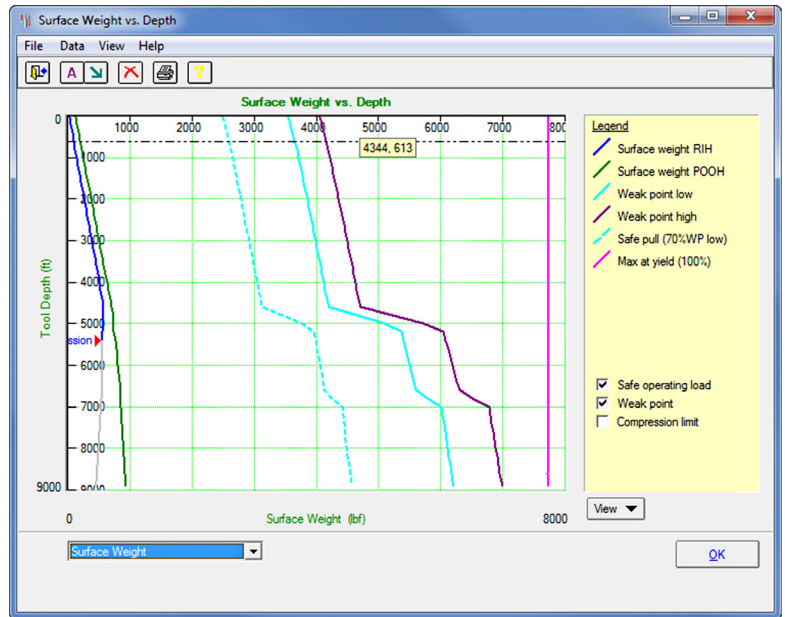 Surface Weight vs. Depth
File Data View Help
A ?
Surface Weight vs. Depth
0 1000 2000 3000 4000 5000 6000 7000 800
4344, 613
1000
2000
3000
4000
5000
ssion
6000
7000
8000
9000 9000
Tool Depth (ft)
0 Surface Weight (lbf) 8000
Legend
Surface weight RIH
Surface weight POOH
Weak point low
Weak point high
Safe pull (70%WP low)
Max at yield (100%)
Safe operating load
Weak point
Compression limit
View
Surface Weight
OK